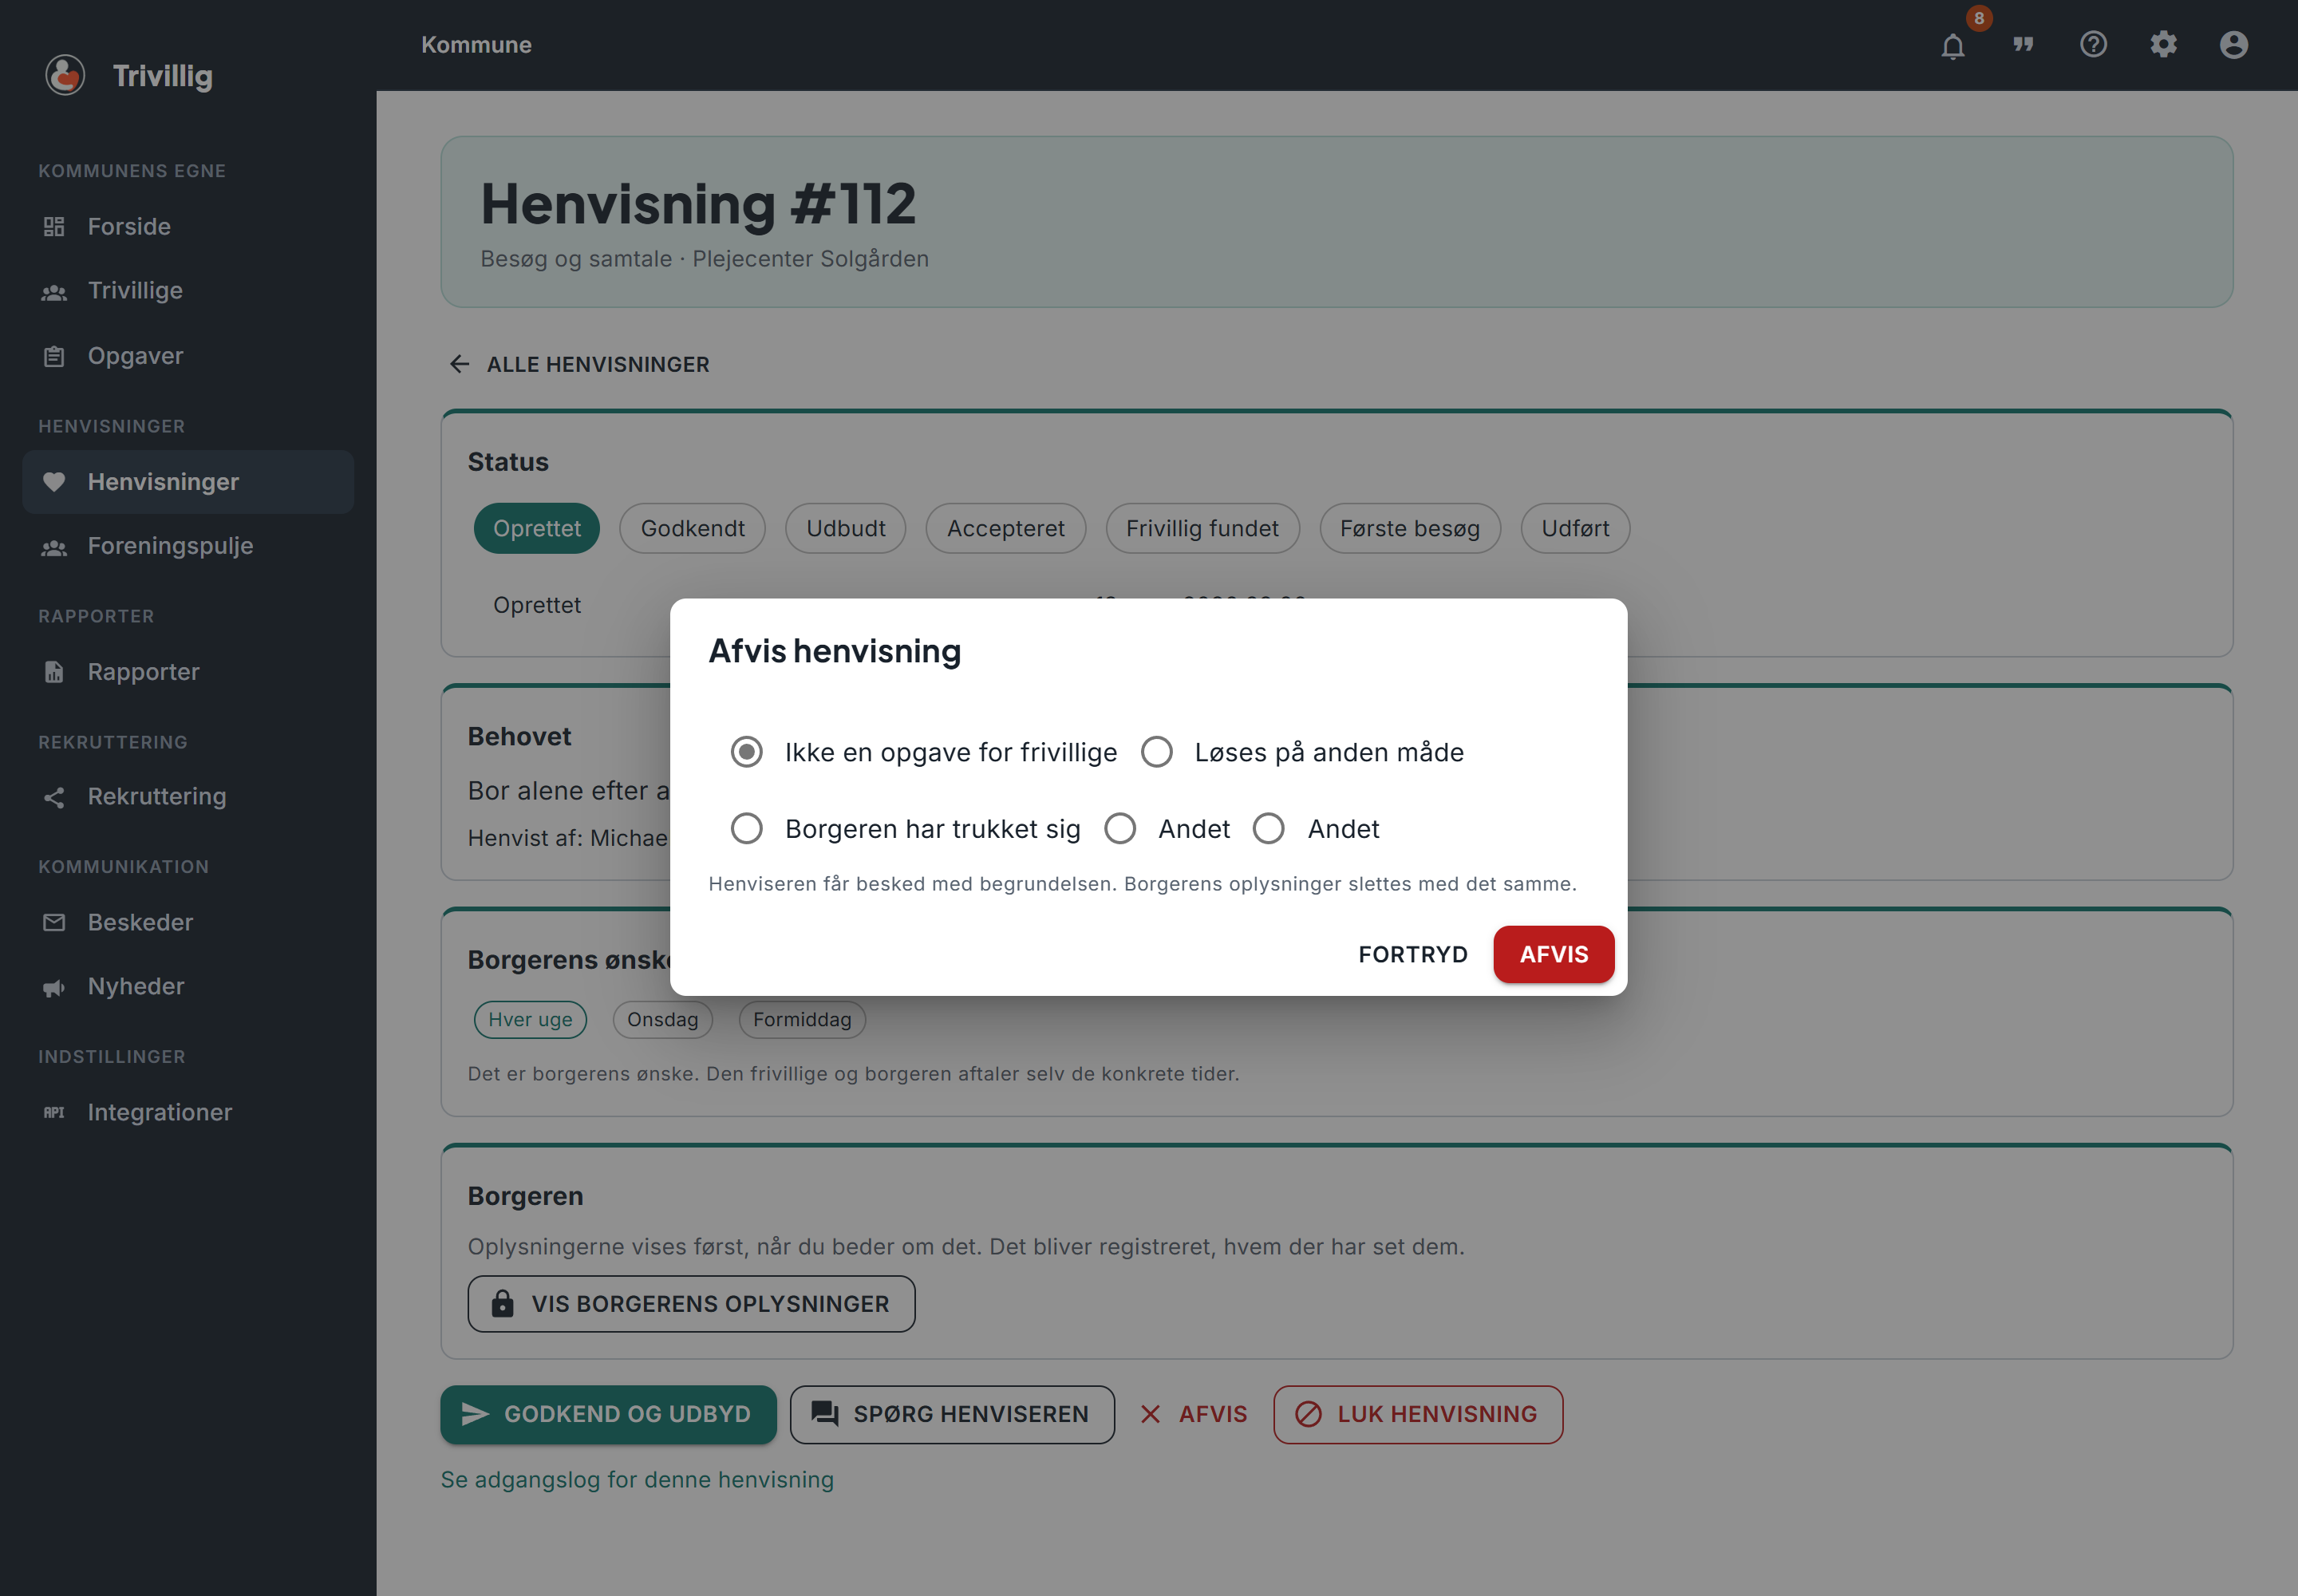 Trivillig
Kommune
8
KOMMUNENS EGNE
Forside
Trivillige
Opgaver
HENVISNINGER
Henvisninger
Foreningspulje
RAPPORTER
Rapporter
REKRUTTERING
Rekruttering
KOMMUNIKATION
Beskeder
Nyheder
INDSTILLINGER
API Integrationer
Henvisning #112
Besøg og samtale · Plejecenter Solgården
ALLE HENVISNINGER
Status
Oprettet Godkendt Udbudt Accepteret Frivillig fundet Første besøg Udført
Oprettet
Afvis henvisning
Ikke en opgave for frivillige Løses på anden måde
Borgeren har trukket sig Andet Andet
Henviseren får besked med begrundelsen. Borgerens oplysninger slettes med det samme.
FORTRYD AFVIS
Behovet
Bor alene efter
Henvist af:
Borgerens
Hver uge Onsdag Formiddag
Det er borgerens ønske. Den frivillige og borgeren aftaler selv de konkrete tider.
Borgeren
Oplysningerne vises først, når du beder om det. Det bliver registreret, hvem der har set dem.
VIS BORGERENS OPLYSNINGER
GODKEND OG UDBYD SPØRG HENVISEREN AFVIS LUK HENVISNING
Se adgangslog for denne henvisning